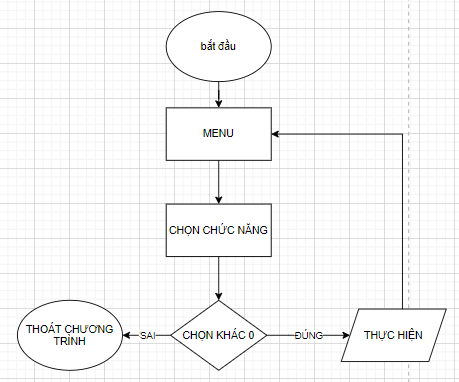 bắt đầu
MENU
CHỌN CHỨC NĂNG
THOÁT CHƯƠNG
TRÌNH
SAI
CHỌN KHÁC 0
ĐÚNG
THỰC HIỆN